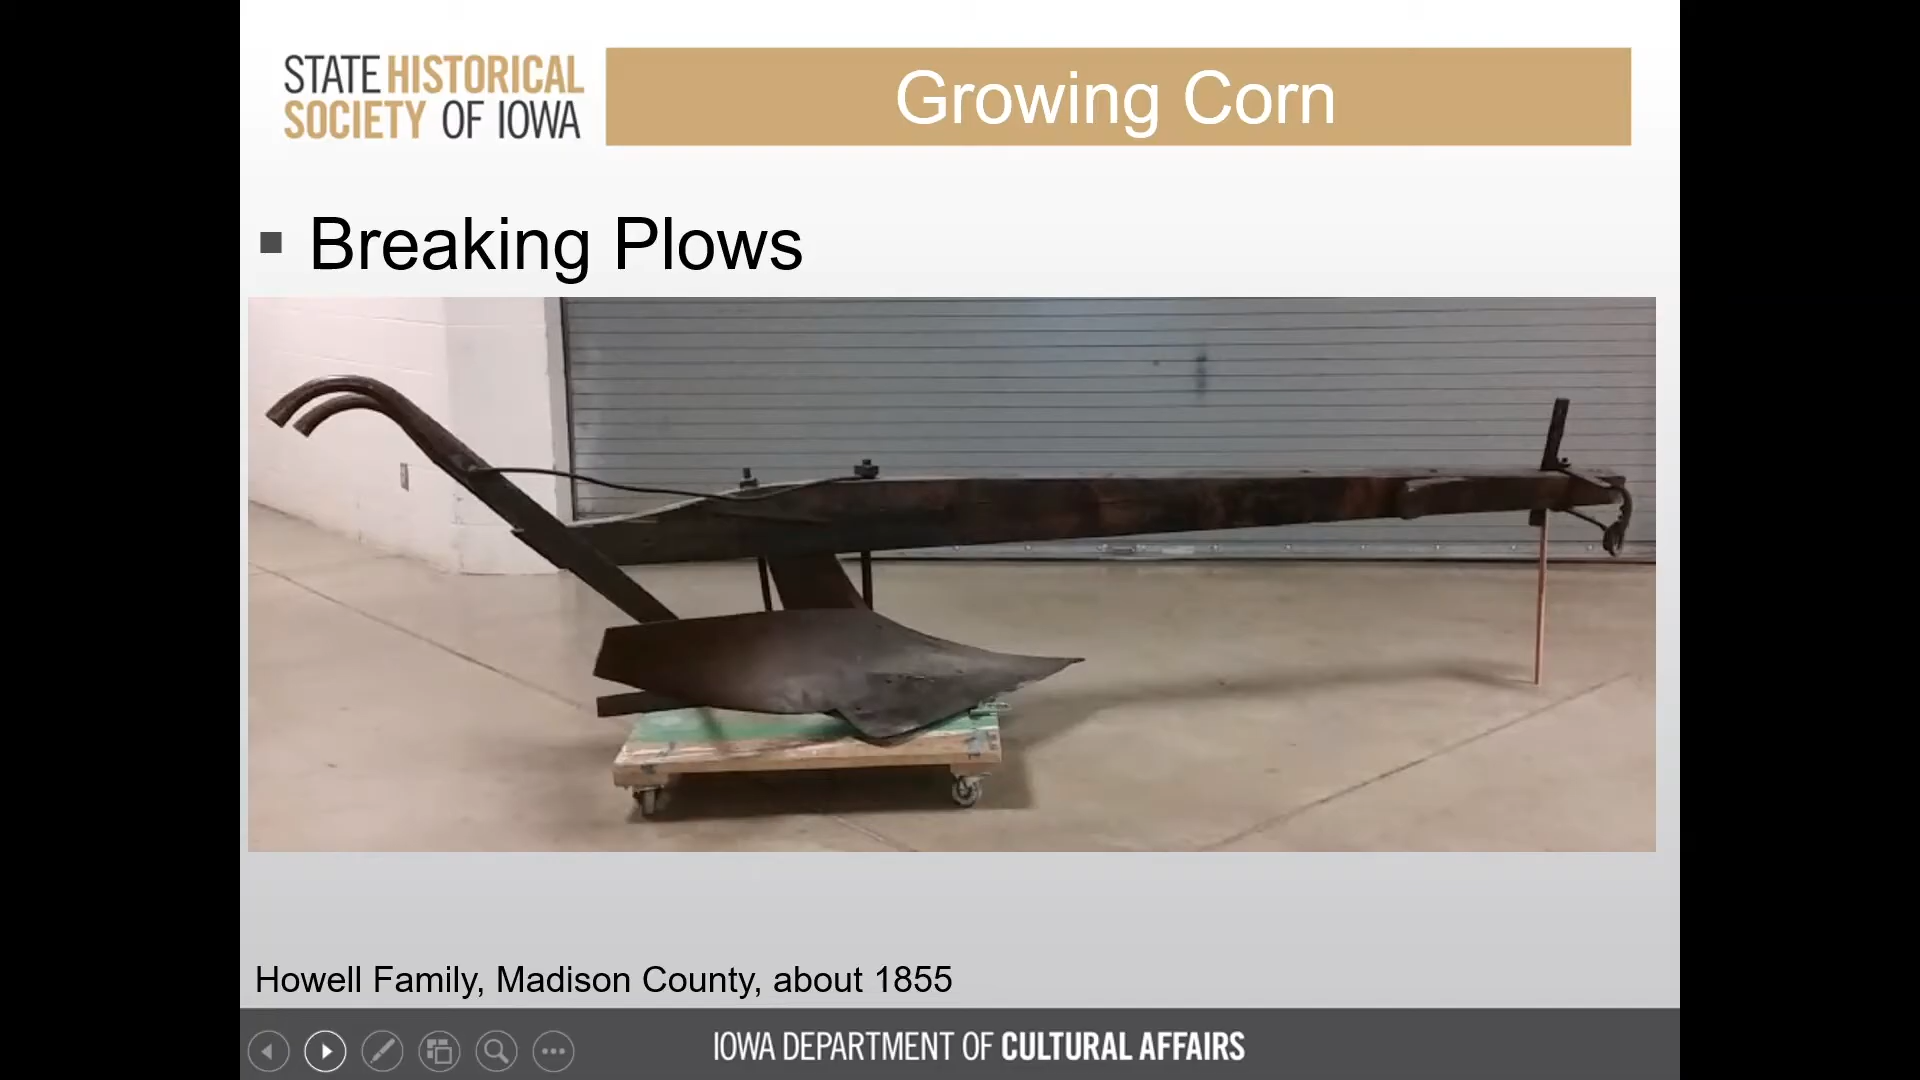 STATE HISTORICAL
SOCIETY OF IOWA
Growing Corn
Breaking Plows
Howell Family, Madison County, about 1855
IOWA DEPARTMENT OF CULTURAL AFFAIRS